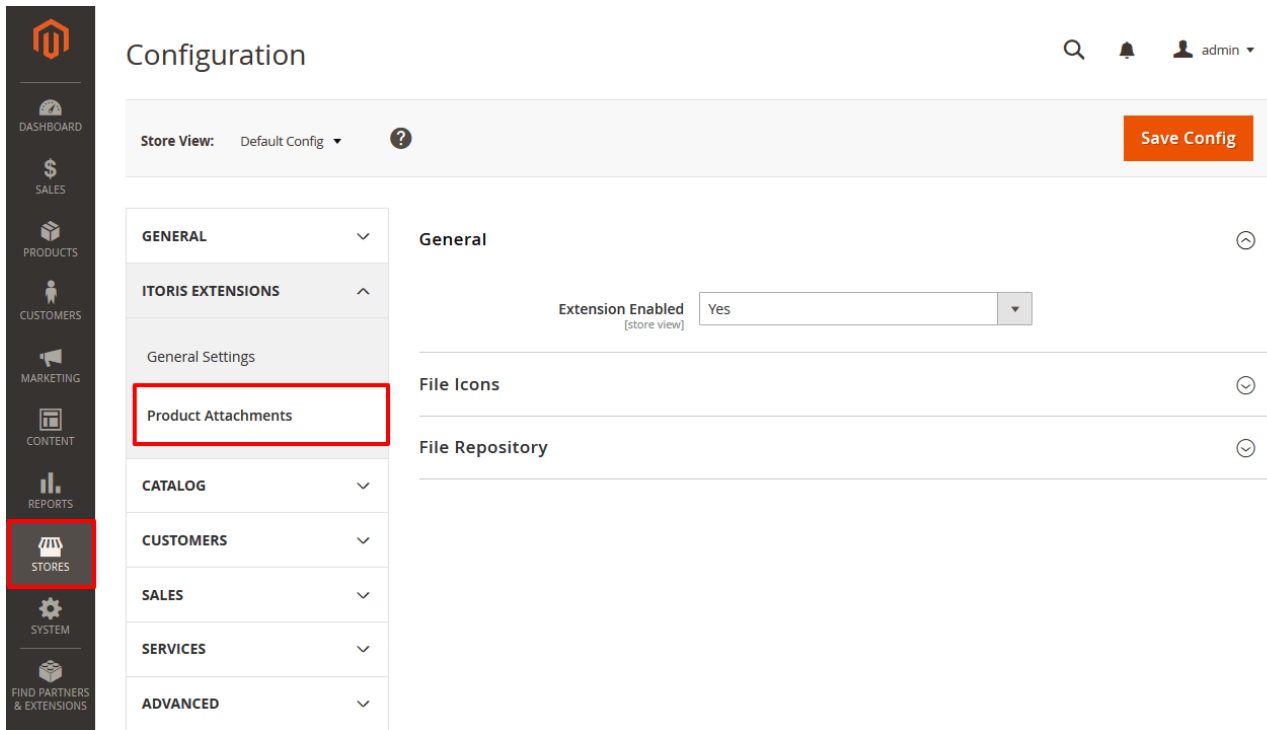 Configuration
admin
DASHBOARD
SALES
PRODUCTS
CUSTOMERS
MARKETING
CONTENT
REPORTS
STORES
SYSTEM
FIND PARTNERS
& EXTENSIONS
Store View: Default Config ?
Save Config
GENERAL
ITORIS EXTENSIONS
General Settings
Product Attachments
CATALOG
CUSTOMERS
SALES
SERVICES
ADVANCED
General
Extension Enabled Yes
[store view]
File Icons
File Repository